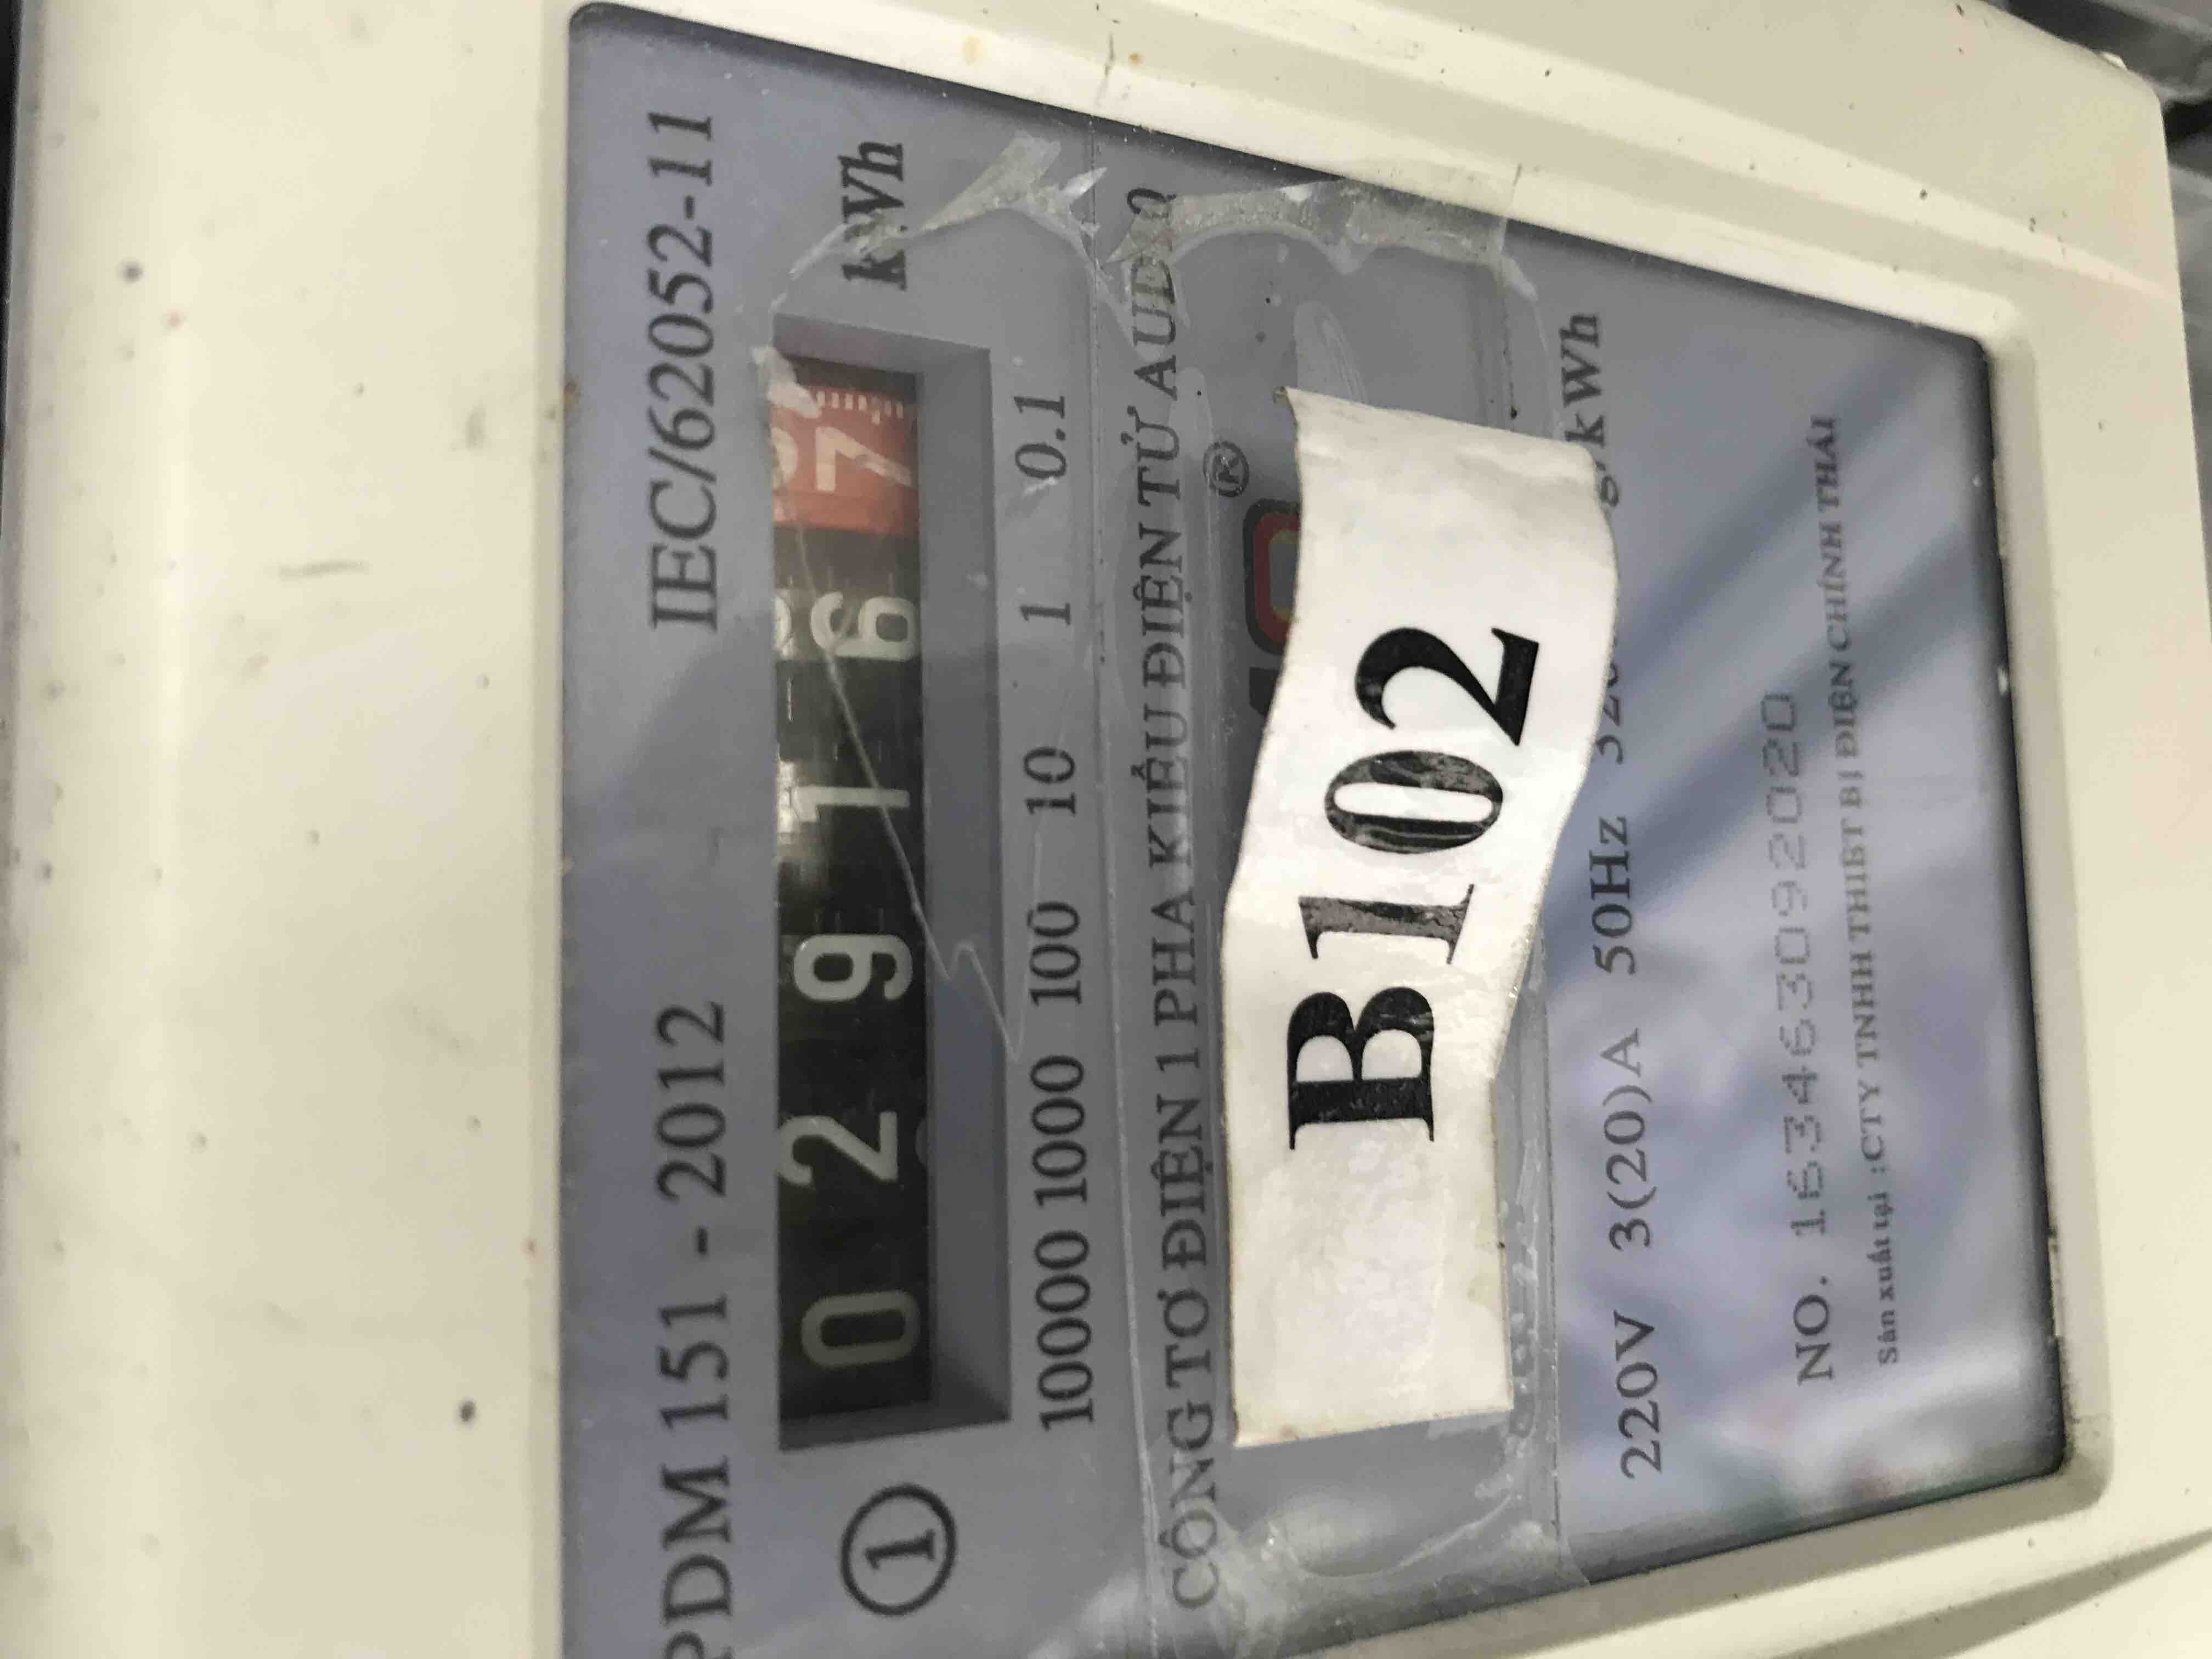 PDM 151 - 2012 IEC/62052-11
1 0 2 9 1 6 7 kWh
10000 1000 100 10 1 0.1
CÔNG TƠ ĐIỆN 1 PHA KIỂU ĐIỆN TỬ
®
B102
220V 3(20)A 50Hz /kWh
NO. 163463092020
Sản xuất tại :CTY TNHH THIẾT BỊ ĐIỆN CHÍNH THÁI